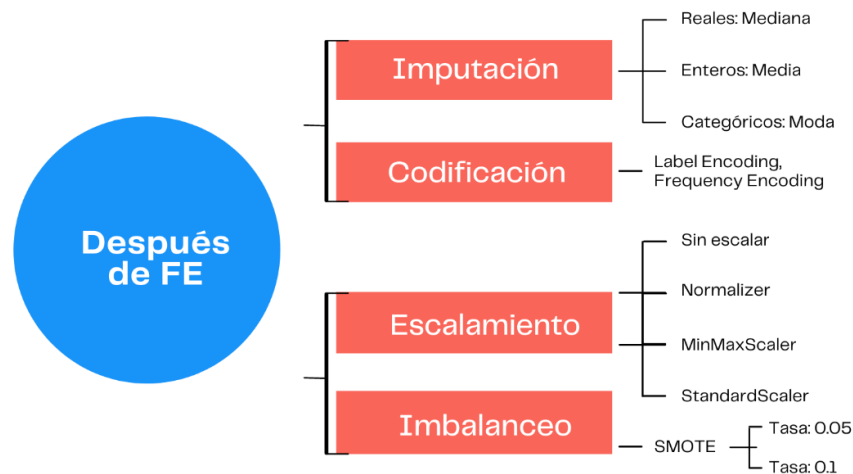 Después
de FE
Imputación
Reales: Mediana
Enteros: Media
Categóricos: Moda
Codificación
Label Encoding,
Frequency Encoding
Escalamiento
Sin escalar
Normalizer
MinMaxScaler
StandardScaler
Imbalanceo
SMOTE
Tasa: 0.05
Tasa: 0.1